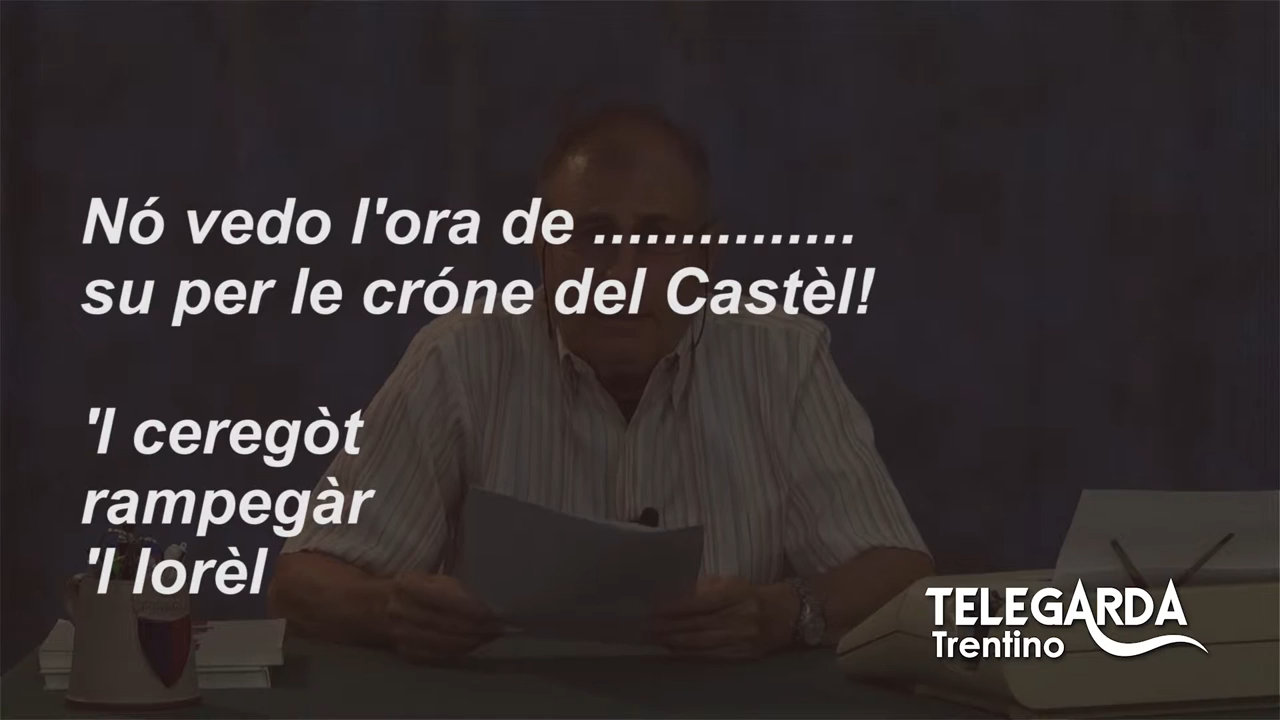 Nó vedo l'ora de ...............
su per le cróne del Castèl!
'l ceregòt
rampegàr
'l lorèl
TELEGARDA
Trentino